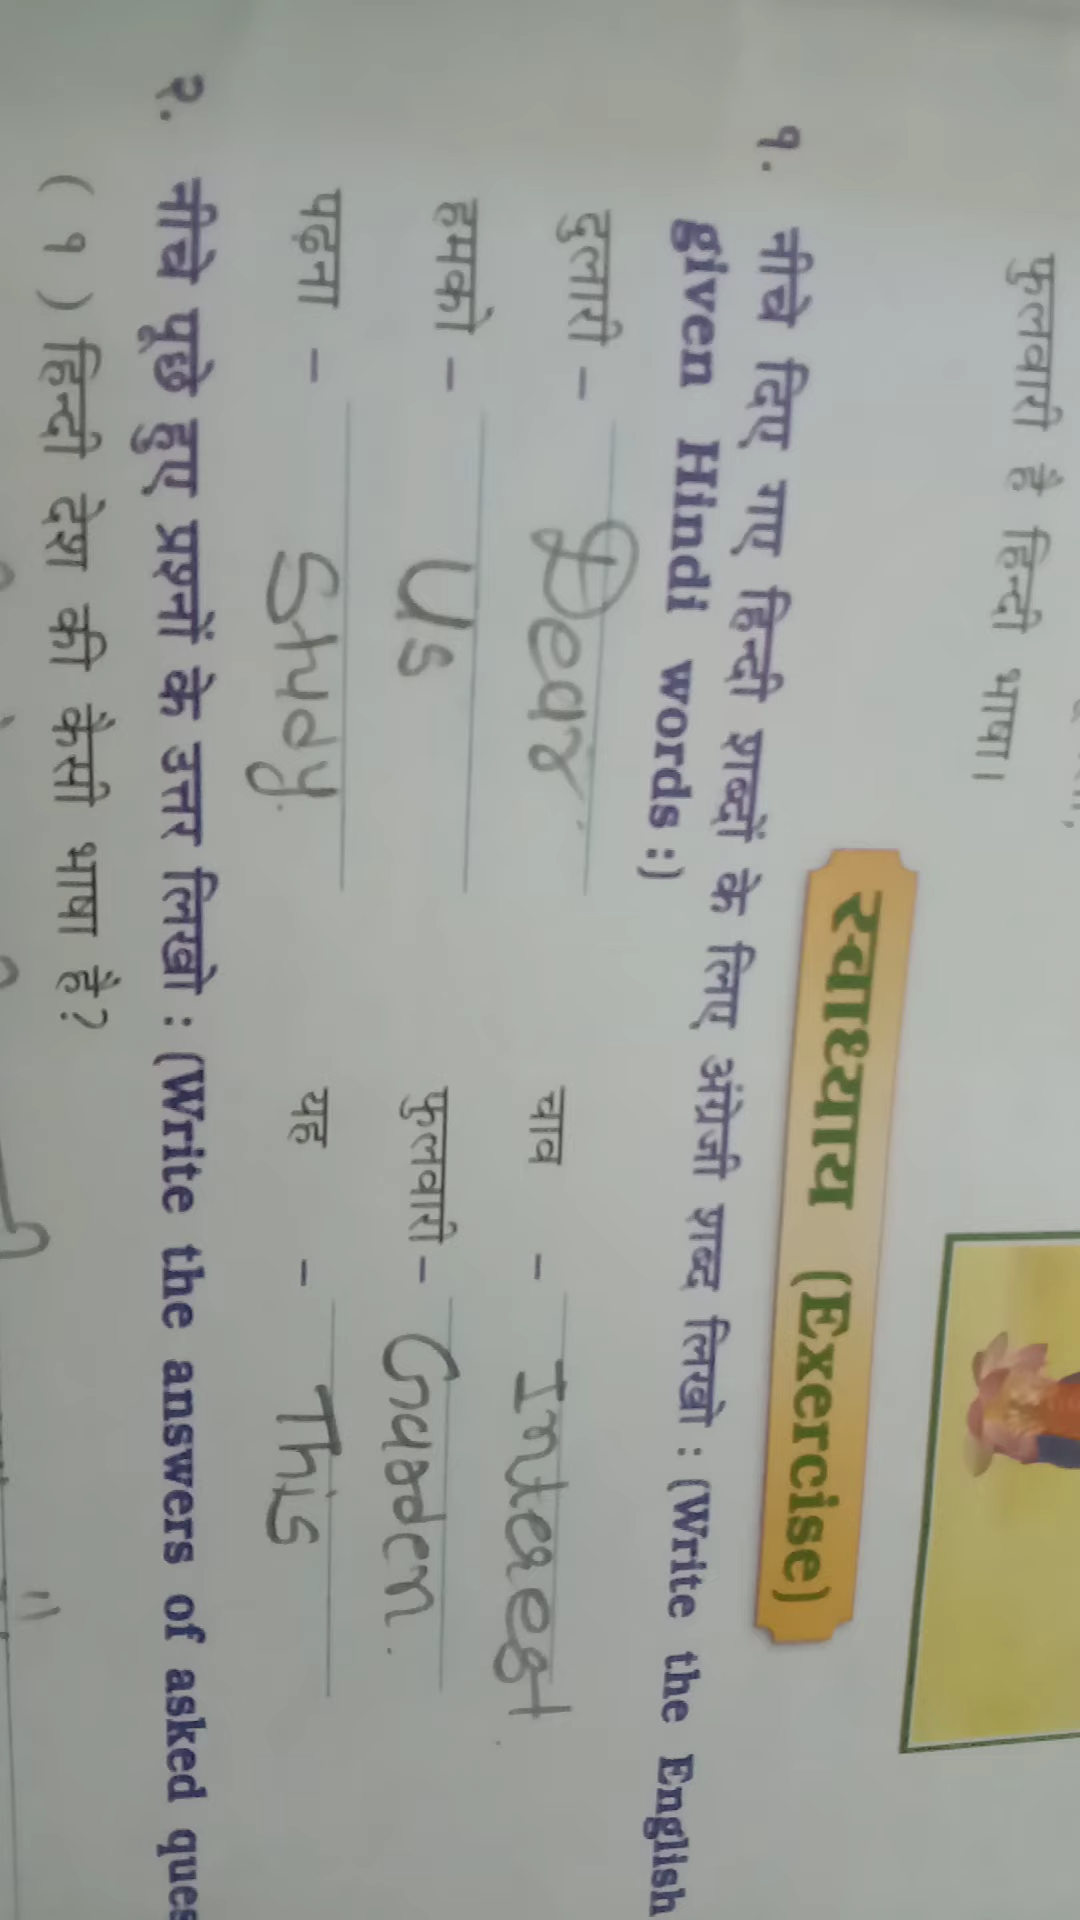 फुलवारी है हिन्दी भाषा।
स्वाध्याय (Exercise)
१. नीचे दिए गए हिन्दी शब्दों के लिए अंग्रेजी शब्द लिखो : (Write the English
given Hindi words :)
दुलारी - Dear चाव - Interest
हमको - Us फुलवारी - Garden.
पढ़ना - Study. यह - This
२. नीचे पूछे हुए प्रश्नों के उत्तर लिखो : (Write the answers of asked ques
( १ ) हिन्दी देश की कैसी भाषा है?